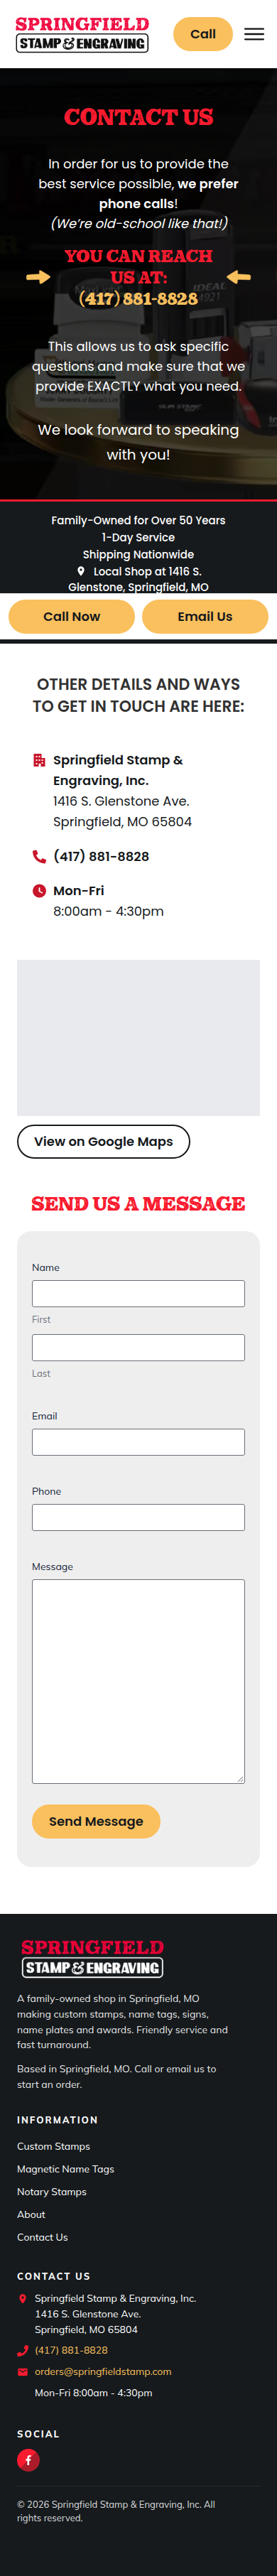 SPRINGFIELD
STAMP & ENGRAVING
Call
CONTACT US
In order for us to provide the
best service possible, we prefer
phone calls!
(We're old-school like that!)
YOU CAN REACH
US AT:
(417) 881-8828
This allows us to ask specific
questions and make sure that we
provide EXACTLY what you need.
We look forward to speaking
with you!
Family-Owned for Over 50 Years
1-Day Service
Shipping Nationwide
Local Shop at 1416 S.
Glenstone, Springfield, MO
Call Now
Email Us
OTHER DETAILS AND WAYS
TO GET IN TOUCH ARE HERE:
Springfield Stamp &
Engraving, Inc.
1416 S. Glenstone Ave.
Springfield, MO 65804
(417) 881-8828
Mon-Fri
8:00am - 4:30pm
View on Google Maps
SEND US A MESSAGE
Name
First
Last
Email
Phone
Message
Send Message
SPRINGFIELD
STAMP & ENGRAVING
A family-owned shop in Springfield, MO
making custom stamps, name tags, signs,
name plates and awards. Friendly service and
fast turnaround.
Based in Springfield, MO. Call or email us to
start an order.
INFORMATION
Custom Stamps
Magnetic Name Tags
Notary Stamps
About
Contact Us
CONTACT US
Springfield Stamp & Engraving, Inc.
1416 S. Glenstone Ave.
Springfield, MO 65804
(417) 881-8828
orders@springfieldstamp.com
Mon-Fri 8:00am - 4:30pm
SOCIAL
© 2026 Springfield Stamp & Engraving, Inc. All
rights reserved.